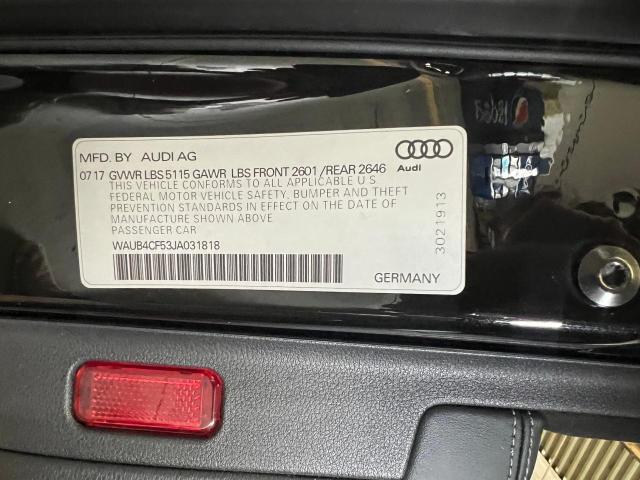 MFD. BY AUDI AG
Audi
07 17 GVWR LBS 5115 GAWR LBS FRONT 2601 /REAR 2646
THIS VEHICLE CONFORMS TO ALL APPLICABLE U S
FEDERAL MOTOR VEHICLE SAFETY, BUMPER AND THEFT
PREVENTION STANDARDS IN EFFECT ON THE DATE OF
MANUFACTURE SHOWN ABOVE.
PASSENGER CAR
WAUB4CF53JA031818
3021913
GERMANY